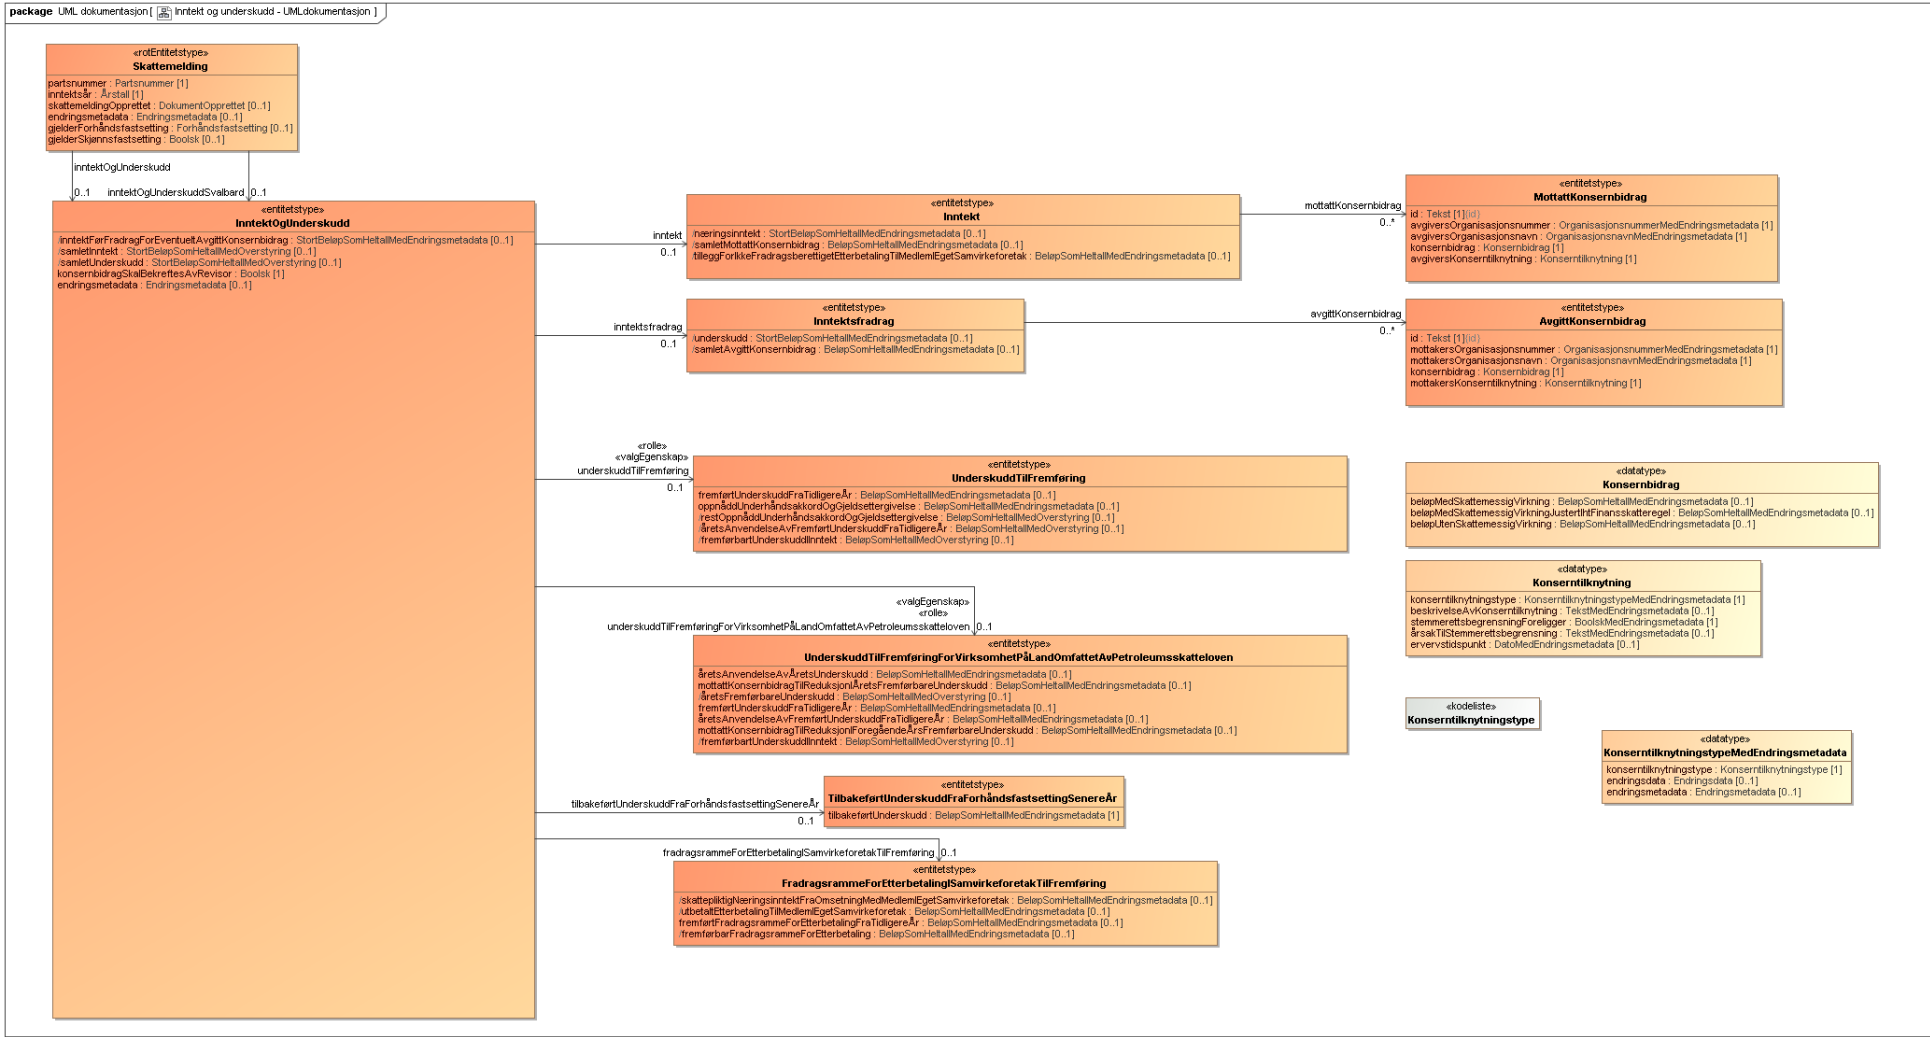 package UML dokumentasjon [ Inntekt og underskudd - UMLdokumentasjon ]
«rotEntitetstype»
Skattemelding
partsnummer : Partsnummer [1]
inntektsår : Årstall [1]
skattemeldingOpprettet : DokumentOpprettet [0..1]
endringsmetadata : Endringsmetadata [0..1]
gjelderForhåndsfastsetting : Forhåndsfastsetting [0..1]
gjelderSkjønnsfastsetting : Boolsk [0..1]
inntektOgUnderskudd
0..1
inntektOgUnderskuddSvalbard
0..1
«entitetstype»
InntektOgUnderskudd
/inntektFørFradragForEventueltAvgittKonsernbidrag : StortBeløpSomHeltallMedEndringsmetadata [0..1]
/samletInntekt : StortBeløpSomHeltallMedOverstyring [0..1]
/samletUnderskudd : StortBeløpSomHeltallMedOverstyring [0..1]
konsernbidragSkalBekreftesAvRevisor : Boolsk [1]
endringsmetadata : Endringsmetadata [0..1]
inntekt
0..1
«entitetstype»
Inntekt
/næringsinntekt : StortBeløpSomHeltallMedEndringsmetadata [0..1]
/samletMottattKonsernbidrag : BeløpSomHeltallMedEndringsmetadata [0..1]
/tilleggForIkkeFradragsberettigetEtterbetalingTilMedlemIEgetSamvirkeforetak : BeløpSomHeltallMedEndringsmetadata [0..1]
mottattKonsernbidrag
0..*
«entitetstype»
MottattKonsernbidrag
id : Tekst [1]{id}
avgiversOrganisasjonsnummer : OrganisasjonsnummerMedEndringsmetadata [1]
avgiversOrganisasjonsnavn : OrganisasjonsnavnMedEndringsmetadata [1]
konsernbidrag : Konsernbidrag [1]
avgiversKonserntilknytning : Konserntilknytning [1]
inntektsfradrag
0..1
«entitetstype»
Inntektsfradrag
/underskudd : StortBeløpSomHeltallMedEndringsmetadata [0..1]
/samletAvgittKonsernbidrag : BeløpSomHeltallMedEndringsmetadata [0..1]
avgittKonsernbidrag
0..*
«entitetstype»
AvgittKonsernbidrag
id : Tekst [1]{id}
mottakersOrganisasjonsnummer : OrganisasjonsnummerMedEndringsmetadata [1]
mottakersOrganisasjonsnavn : OrganisasjonsnavnMedEndringsmetadata [1]
konsernbidrag : Konsernbidrag [1]
mottakersKonserntilknytning : Konserntilknytning [1]
«rolle»
«valgEgenskap»
underskuddTilFremføring
0..1
«entitetstype»
UnderskuddTilFremføring
fremførtUnderskuddFraTidligereÅr : BeløpSomHeltallMedEndringsmetadata [0..1]
oppnåddUnderhåndsakkordOgGjeldsettergivelse : BeløpSomHeltallMedEndringsmetadata [0..1]
/restOppnåddUnderhåndsakkordOgGjeldsettergivelse : BeløpSomHeltallMedOverstyring [0..1]
/åretsAnvendelseAvFremførtUnderskuddFraTidligereÅr : BeløpSomHeltallMedOverstyring [0..1]
/fremførbartUnderskuddIInntekt : BeløpSomHeltallMedOverstyring [0..1]
«datatype»
Konsernbidrag
beløpMedSkattemessigVirkning : BeløpSomHeltallMedEndringsmetadata [0..1]
beløpMedSkattemessigVirkningJustertIhtFinansskatteregel : BeløpSomHeltallMedEndringsmetadata [0..1]
beløpUtenSkattemessigVirkning : BeløpSomHeltallMedEndringsmetadata [0..1]
«datatype»
Konserntilknytning
konserntilknytningstype : KonserntilknytningstypeMedEndringsmetadata [1]
beskrivelseAvKonserntilknytning : TekstMedEndringsmetadata [0..1]
stemmerettsbegrensningForeligger : BoolskMedEndringsmetadata [1]
årsakTilStemmerettsbegrensning : TekstMedEndringsmetadata [0..1]
ervervstidspunkt : DatoMedEndringsmetadata [0..1]
«valgEgenskap»
«rolle»
underskuddTilFremføringForVirksomhetPåLandOmfattetAvPetroleumsskatteloven
0..1
«entitetstype»
UnderskuddTilFremføringForVirksomhetPåLandOmfattetAvPetroleumsskatteloven
åretsAnvendelseAvÅretsUnderskudd : BeløpSomHeltallMedEndringsmetadata [0..1]
mottattKonsernbidragTilReduksjonIÅretsFremførbareUnderskudd : BeløpSomHeltallMedEndringsmetadata [0..1]
/åretsFremførbareUnderskudd : BeløpSomHeltallMedOverstyring [0..1]
fremførtUnderskuddFraTidligereÅr : BeløpSomHeltallMedEndringsmetadata [0..1]
åretsAnvendelseAvFremførtUnderskuddFraTidligereÅr : BeløpSomHeltallMedEndringsmetadata [0..1]
mottattKonsernbidragTilReduksjonIForegåendeÅrsFremførbareUnderskudd : BeløpSomHeltallMedEndringsmetadata [0..1]
/fremførbartUnderskuddIInntekt : BeløpSomHeltallMedOverstyring [0..1]
«kodeliste»
Konserntilknytningstype
«datatype»
KonserntilknytningstypeMedEndringsmetadata
konserntilknytningstype : Konserntilknytningstype [1]
endringsdata : Endringsdata [0..1]
endringsmetadata : Endringsmetadata [0..1]
tilbakeførtUnderskuddFraForhåndsfastsettingSenereÅr
0..1
«entitetstype»
TilbakeførtUnderskuddFraForhåndsfastsettingSenereÅr
tilbakeførtUnderskudd : BeløpSomHeltallMedEndringsmetadata [1]
fradragsrammeForEtterbetalingISamvirkeforetakTilFremføring
0..1
«entitetstype»
FradragsrammeForEtterbetalingISamvirkeforetakTilFremføring
/skattepliktigNæringsinntektFraOmsetningMedMedlemIEgetSamvirkeforetak : BeløpSomHeltallMedEndringsmetadata [0..1]
/utbetaltEtterbetalingTilMedlemIEgetSamvirkeforetak : BeløpSomHeltallMedEndringsmetadata [0..1]
fremførtFradragsrammeForEtterbetalingFraTidligereÅr : BeløpSomHeltallMedEndringsmetadata [0..1]
/fremførbarFradragsrammeForEtterbetaling : BeløpSomHeltallMedEndringsmetadata [0..1]